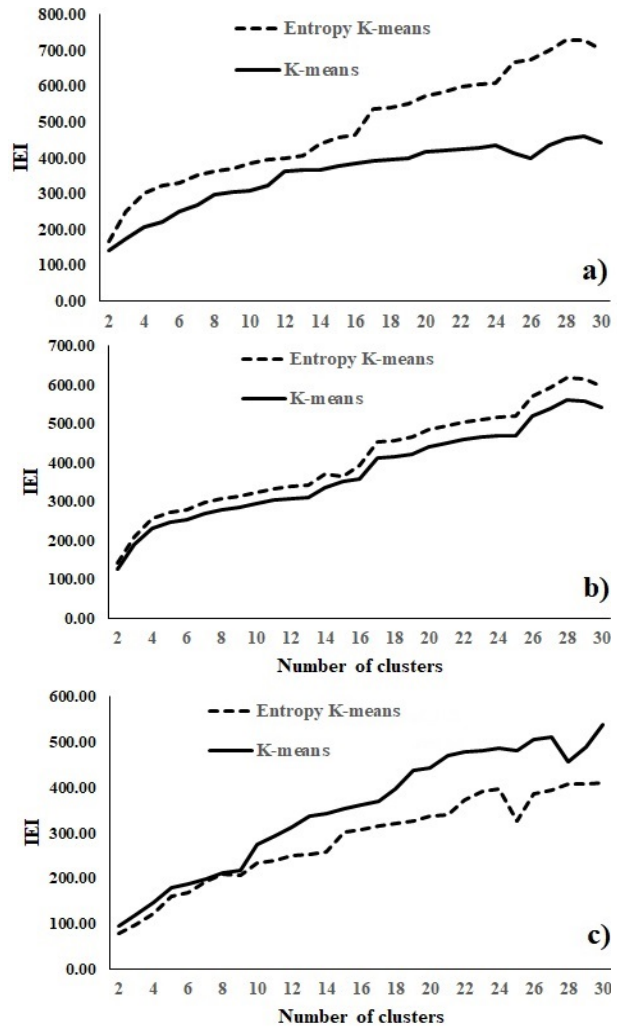 800.00
700.00
600.00
500.00
400.00
300.00
200.00
100.00
0.00
IEI
Entropy K-means
K-means
a)
2 4 6 8 10 12 14 16 18 20 22 24 26 28 30
700.00
600.00
500.00
400.00
300.00
200.00
100.00
0.00
IEI
Entropy K-means
K-means
b)
2 4 6 8 10 12 14 16 18 20 22 24 26 28 30
Number of clusters
600.00
500.00
400.00
300.00
200.00
100.00
0.00
IEI
Entropy K-means
K-means
c)
2 4 6 8 10 12 14 16 18 20 22 24 26 28 30
Number of clusters